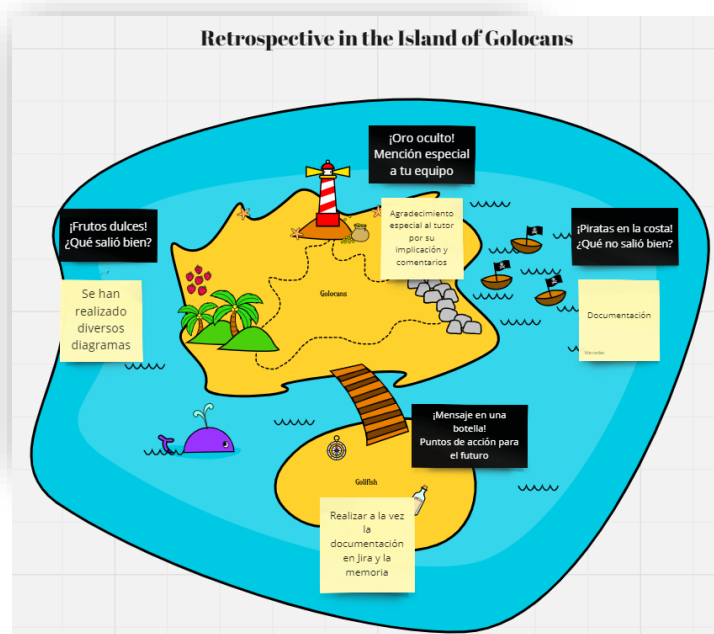 Retrospective in the Island of Golocans
¡Oro oculto!
Mención especial
a tu equipo
Agradecimiento
especial al tutor
por su
implicación y
comentarios
¡Frutos dulces!
¿Qué salió bien?
Se han
realizado
diversos
diagramas
¡Piratas en la costa!
¿Qué no salió bien?
Documentación
Golocans
¡Mensaje en una
botella!
Puntos de acción para
el futuro
Golifish
Realizar a la vez
la
documentación
en Jira y la
memoria